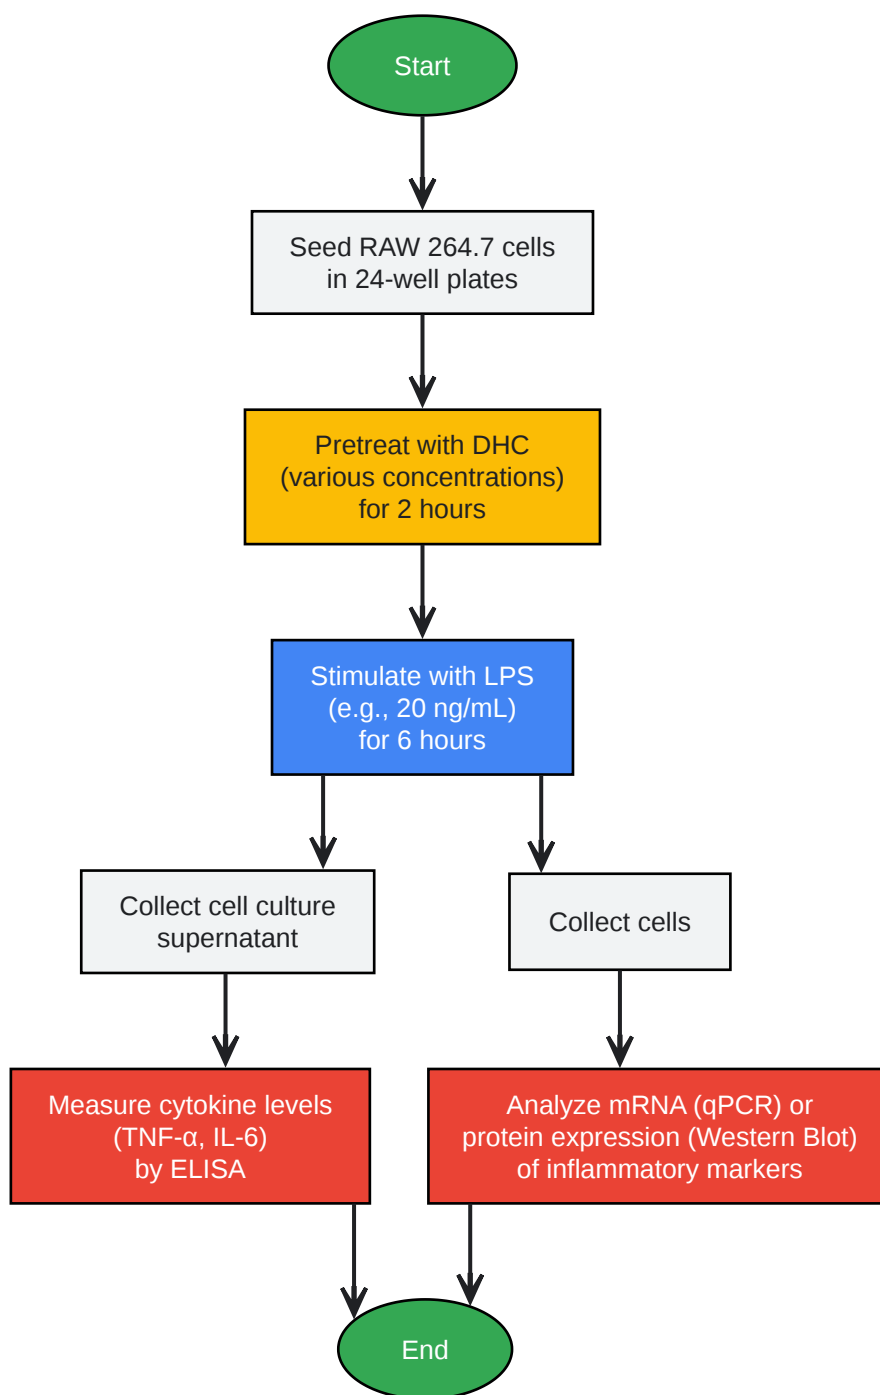 Start
Seed RAW 264.7 cells
in 24-well plates
Pretreat with DHC
(various concentrations)
for 2 hours
Stimulate with LPS
(e.g., 20 ng/mL)
for 6 hours
Collect cell culture
supernatant
Collect cells
Measure cytokine levels
(TNF-α, IL-6)
by ELISA
Analyze mRNA (qPCR) or
protein expression (Western Blot)
of inflammatory markers
End